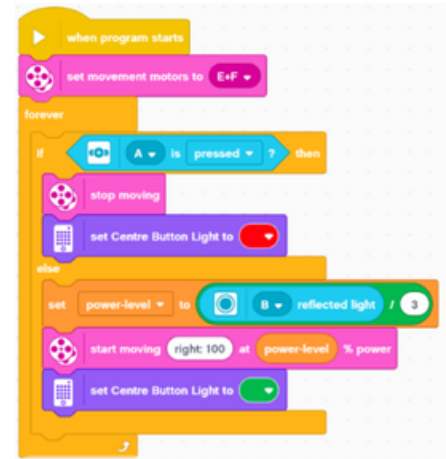 when program starts
set movement motors to E+F
forever
if A is pressed ? then
stop moving
set Centre Button Light to
else
set power-level to B reflected light / 3
start moving right: 100 at power-level % power
set Centre Button Light to